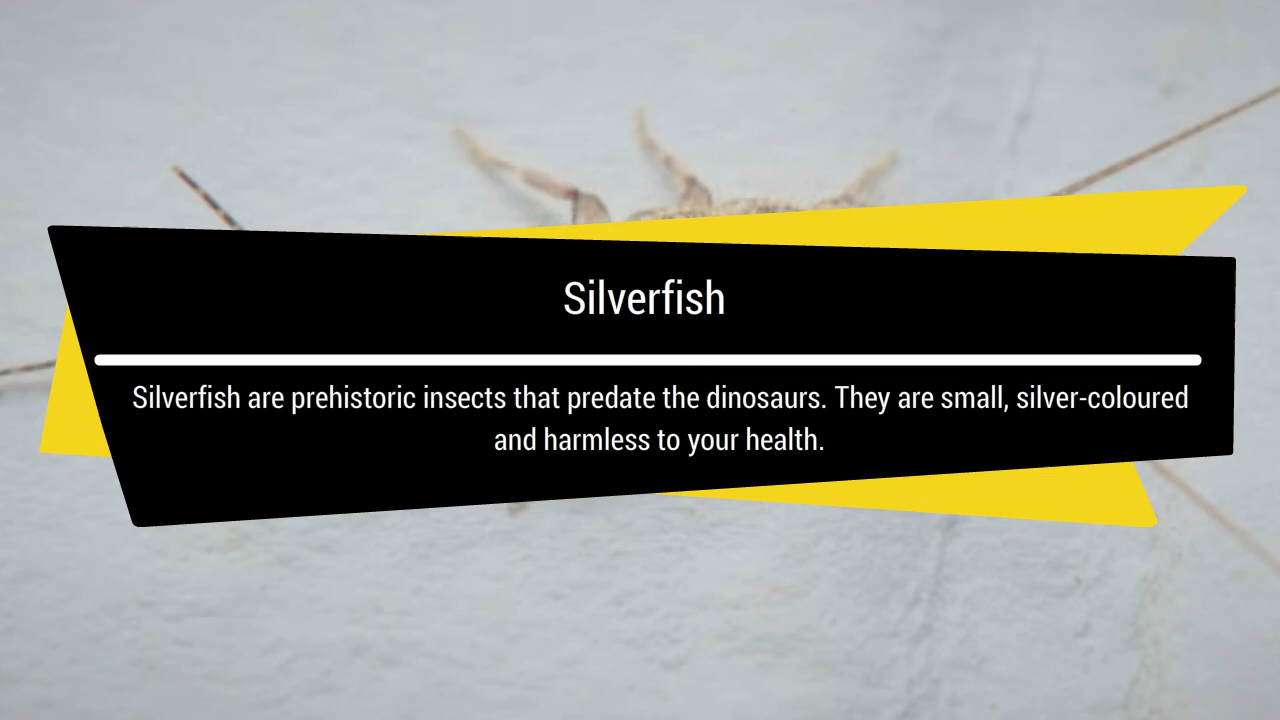 Silverfish
Silverfish are prehistoric insects that predate the dinosaurs. They are small, silver-coloured
and harmless to your health.